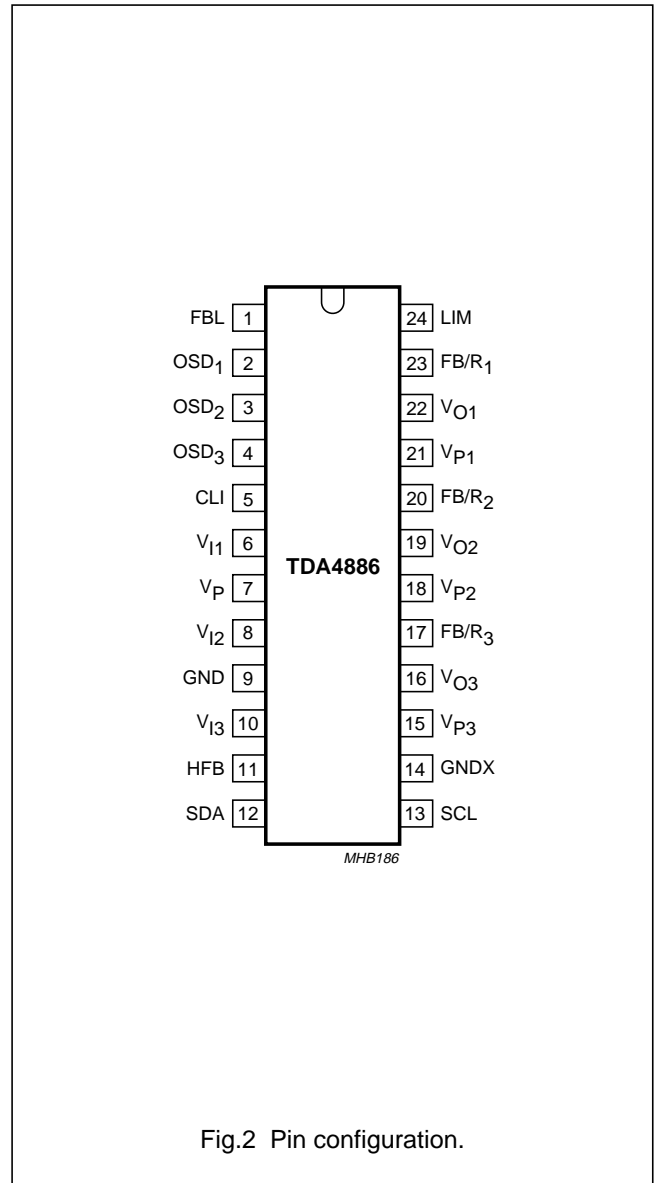 FBL 1 24 LIM
OSD1 2 23 FB/R1
OSD2 3 22 VO1
OSD3 4 21 VP1
CLI 5 20 FB/R2
VI1 6 19 VO2
TDA4886
VP 7 18 VP2
VI2 8 17 FB/R3
GND 9 16 VO3
VI3 10 15 VP3
HFB 11 14 GNDX
SDA 12 13 SCL
MHB186
Fig.2 Pin configuration.